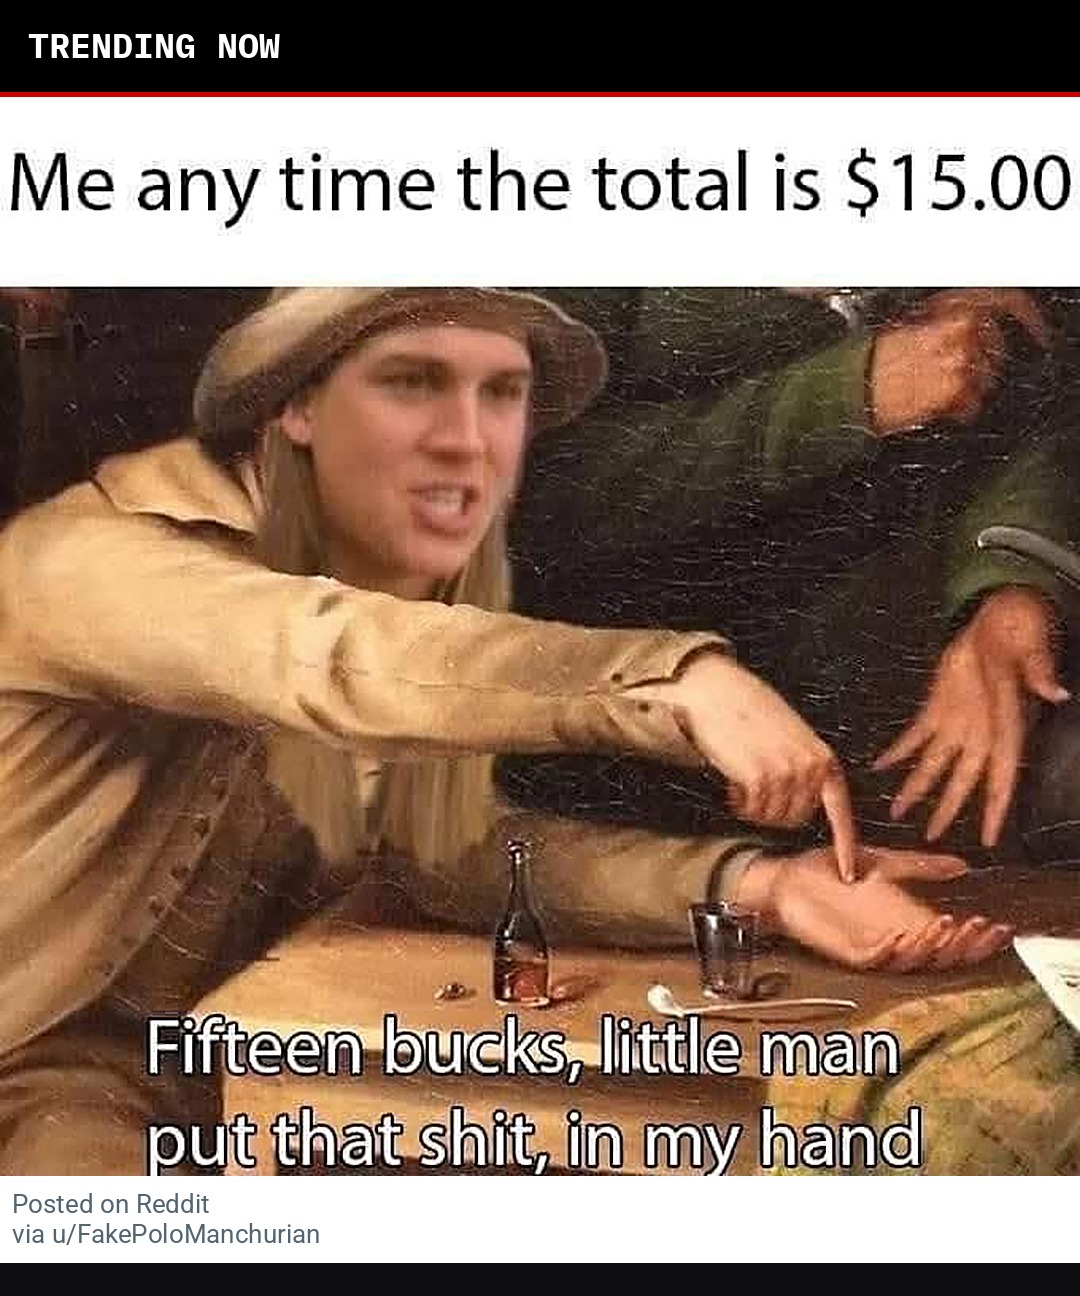 TRENDING NOW
Me any time the total is $15.00
Fifteen bucks, little man
put that shit, in my hand
Posted on Reddit
via u/FakePoloManchurian